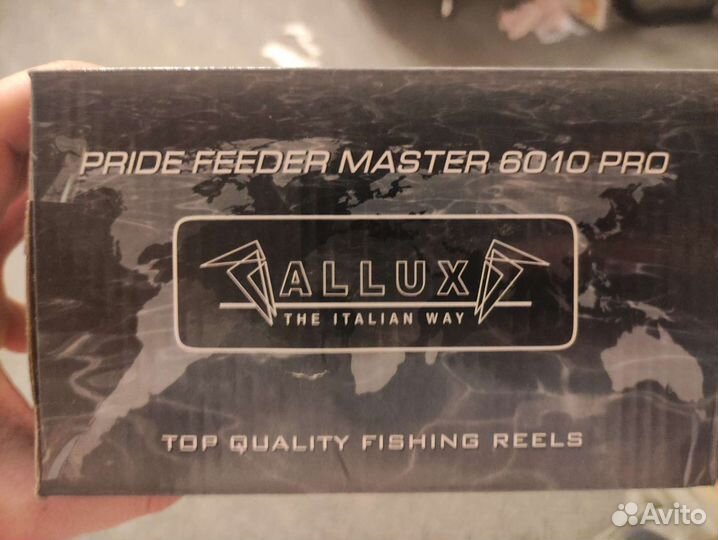 PRIDE FEEDER MASTER 6010 PRO
ALLUX
THE ITALIAN WAY
TOP QUALITY FISHING REELS
Avito